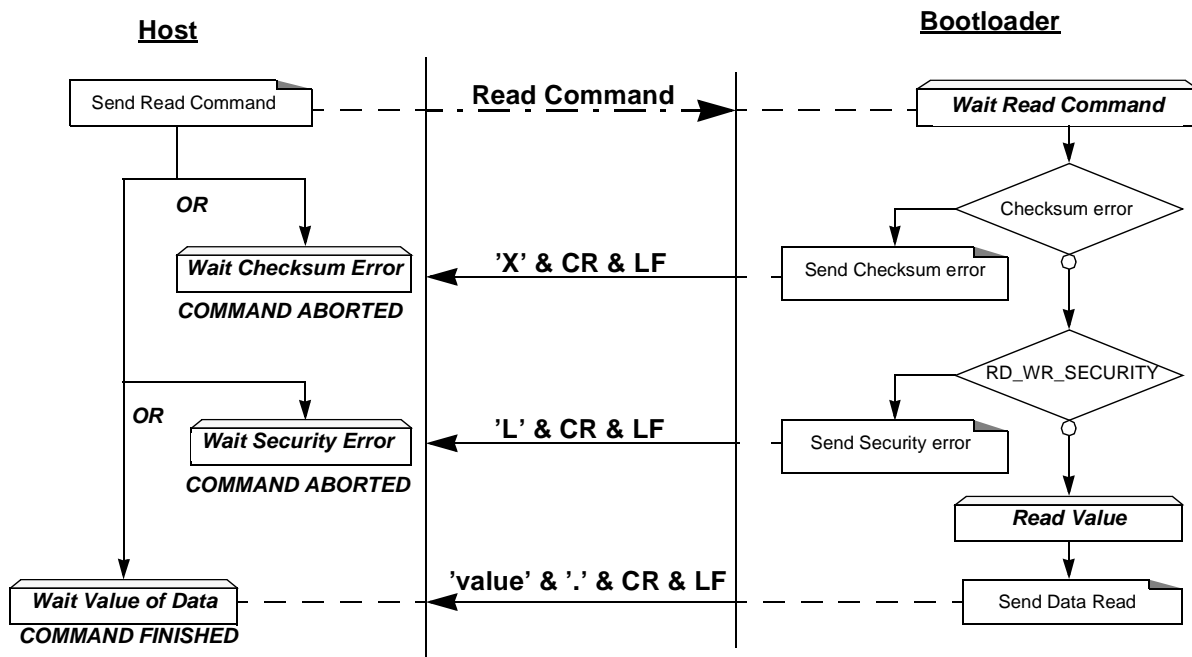 Host
Bootloader
Send Read Command
Read Command
Wait Read Command
OR
Checksum error
Wait Checksum Error
’X’ & CR & LF
Send Checksum error
COMMAND ABORTED
RD_WR_SECURITY
OR
Wait Security Error
’L’ & CR & LF
Send Security error
COMMAND ABORTED
Read Value
’value’ & ’.’ & CR & LF
Wait Value of Data
Send Data Read
COMMAND FINISHED